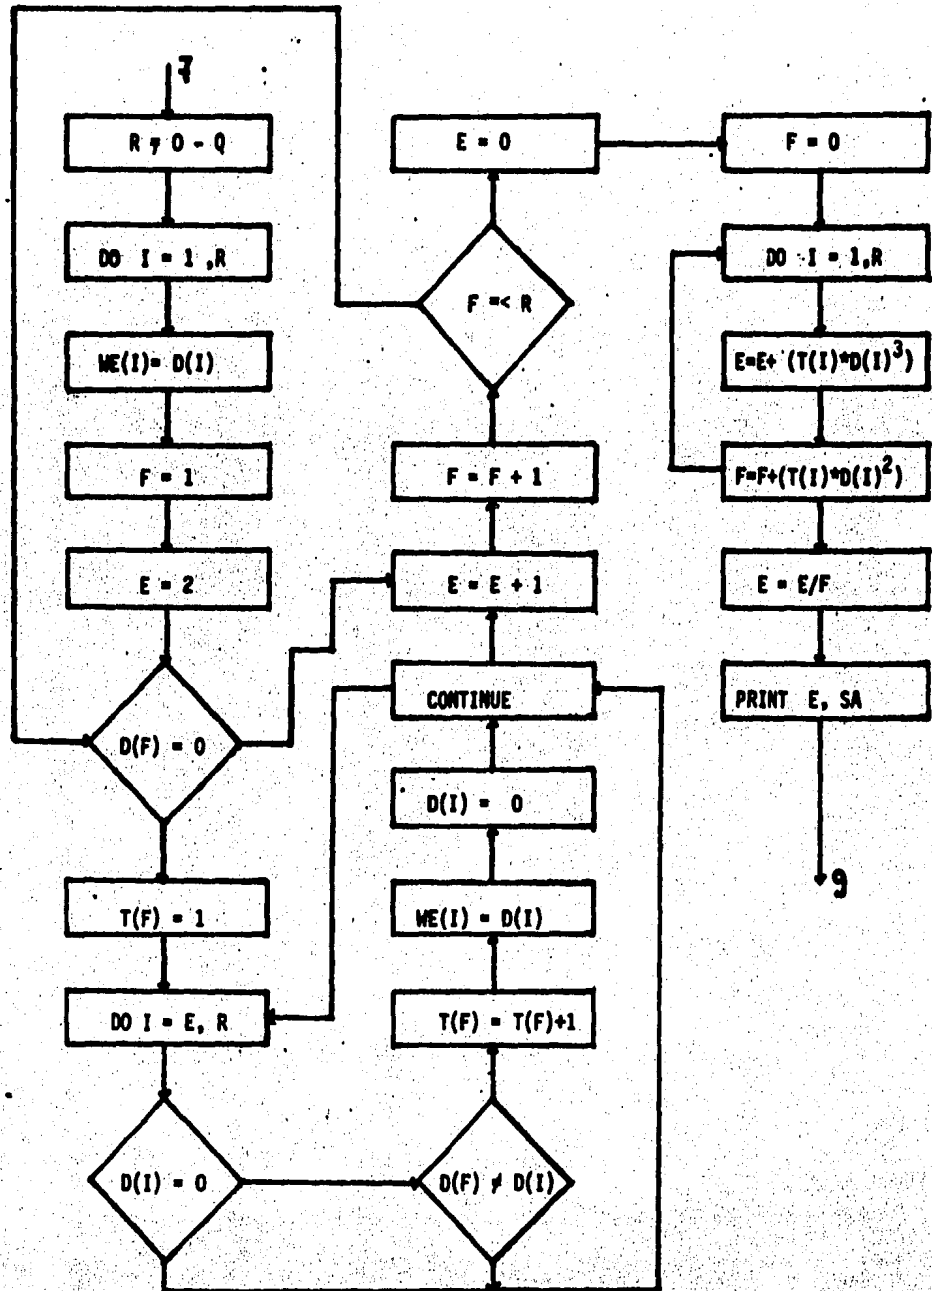 7
R = O - Q
DO I = 1 ,R
WE(I)= D(I)
F = 1
E = 2
D(F) = 0
T(F) = 1
DO I = E, R
D(I) = 0
D(F) ≠ D(I)
T(F) = T(F)+1
WE(I) = D(I)
D(I) = 0
CONTINUE
E = E + 1
F = F + 1
F =< R
E = 0
F = 0
DO I = 1,R
E=E+ (T(I)*D(I)^3)
F=F+(T(I)*D(I)^2)
E = E/F
PRINT E, SA
9